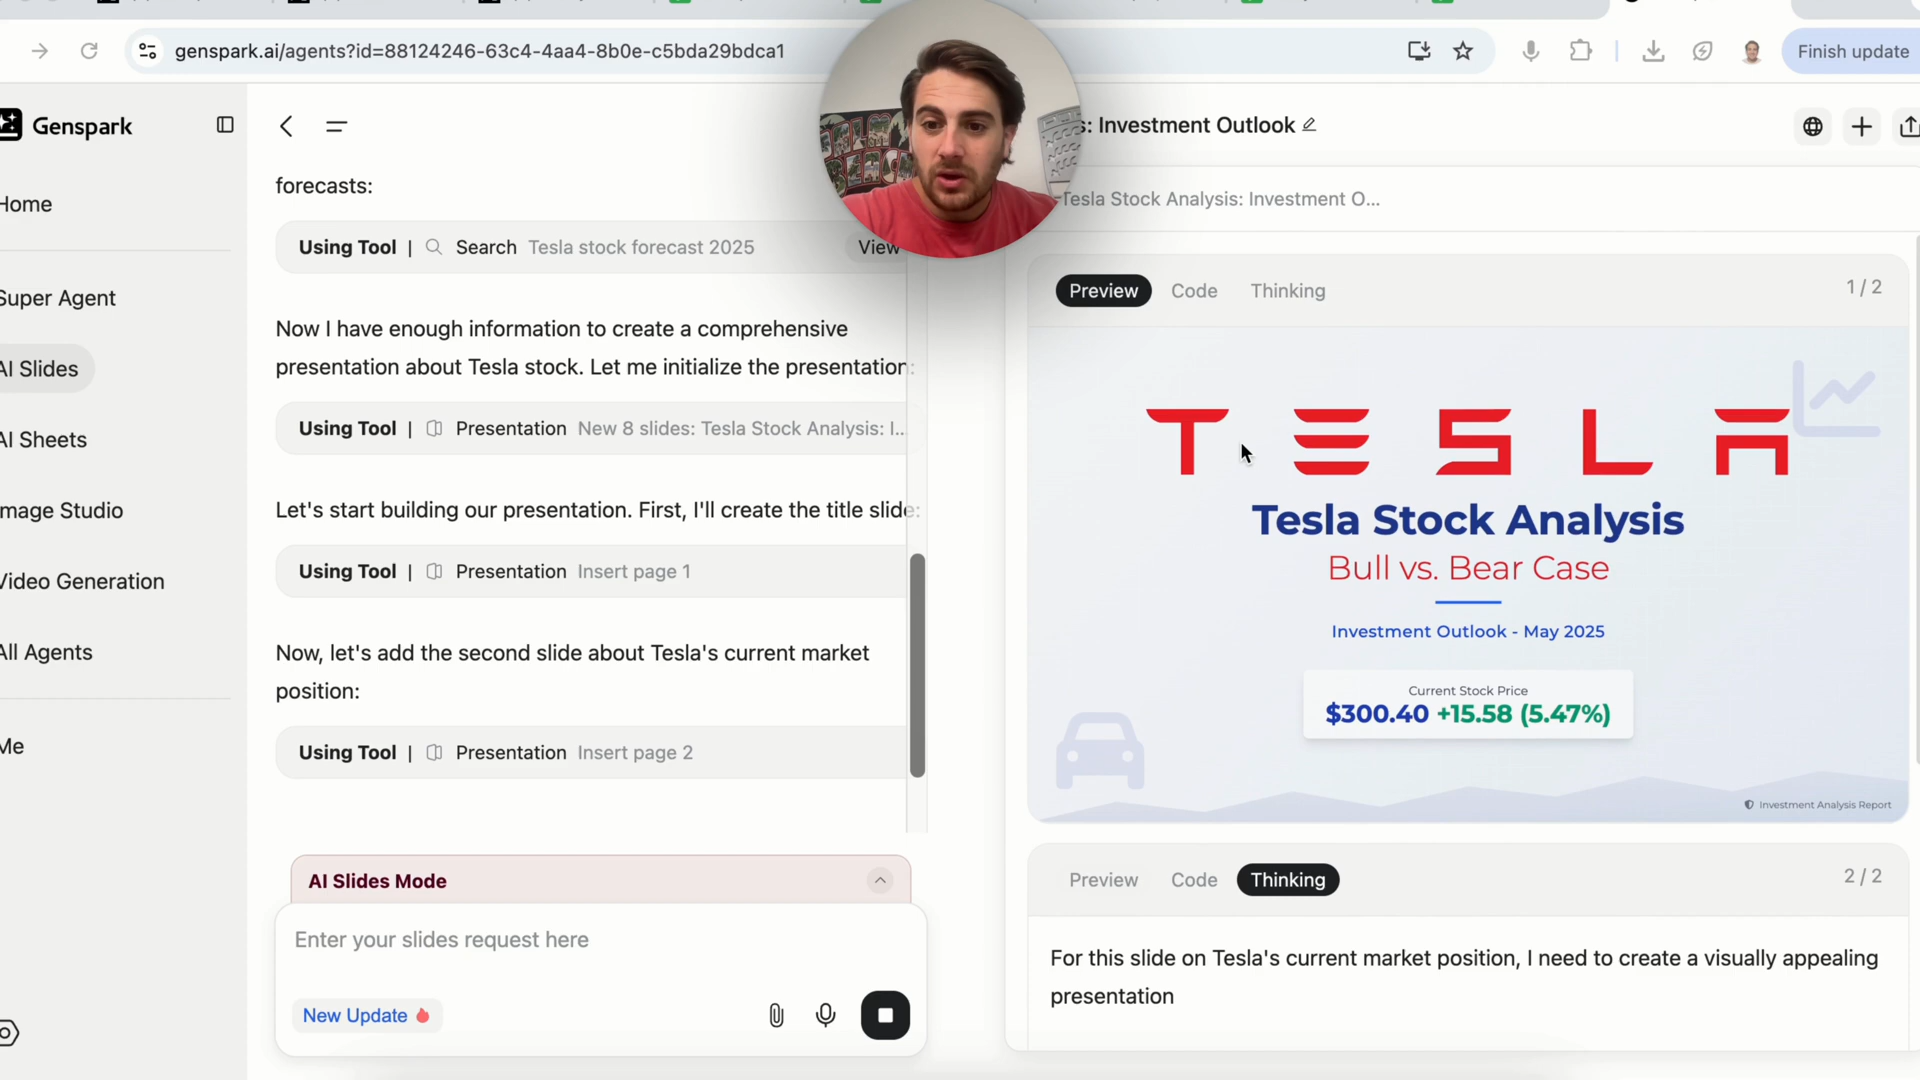 genspark.ai/agents?id=88124246-63c4-4aa4-8b0e-c5bda29bdca1
Finish update
Genspark
Home
Super Agent
AI Slides
AI Sheets
Image Studio
Video Generation
All Agents
Me
forecasts:
Using Tool | Search Tesla stock forecast 2025 View
Now I have enough information to create a comprehensive
presentation about Tesla stock. Let me initialize the presentation:
Using Tool | Presentation New 8 slides: Tesla Stock Analysis: I...
Let's start building our presentation. First, I'll create the title slide:
Using Tool | Presentation Insert page 1
Now, let's add the second slide about Tesla's current market
position:
Using Tool | Presentation Insert page 2
AI Slides Mode
Enter your slides request here
New Update
s: Investment Outlook
Tesla Stock Analysis: Investment O...
Preview Code Thinking 1 / 2
TESLA
Tesla Stock Analysis
Bull vs. Bear Case
Investment Outlook - May 2025
Current Stock Price
$300.40 +15.58 (5.47%)
Investment Analysis Report
Preview Code Thinking 2 / 2
For this slide on Tesla's current market position, I need to create a visually appealing
presentation